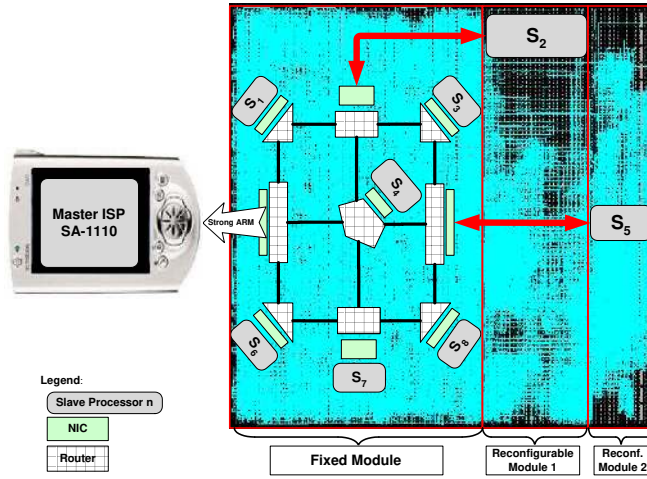 S2
S1
S3
S4
Master ISP
SA-1110
Strong ARM
S5
S6
S8
S7
Legend:
Slave Processor n
NIC
Router
Fixed Module
Reconfigurable
Module 1
Reconf.
Module 2